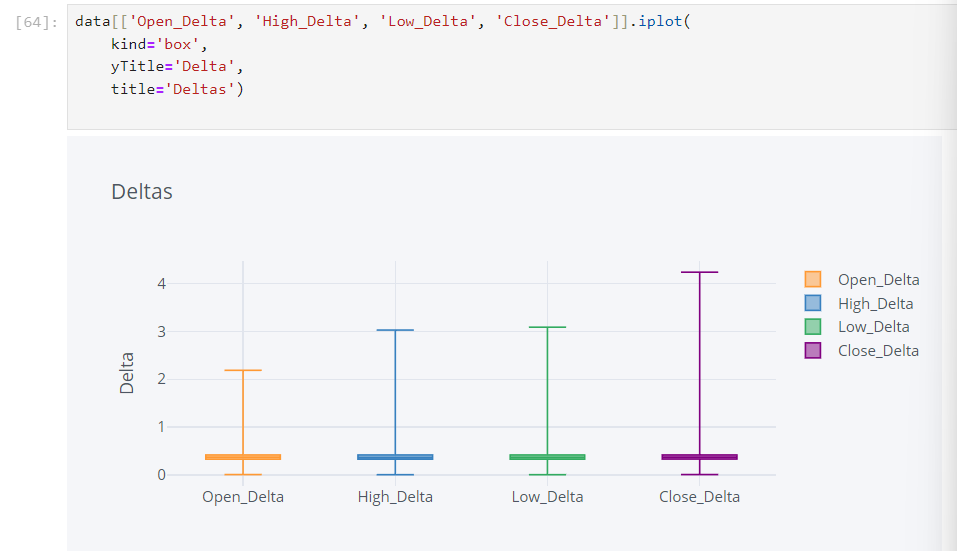 [64]: data[['Open_Delta', 'High_Delta', 'Low_Delta', 'Close_Delta']].iplot(
kind='box',
yTitle='Delta',
title='Deltas')
Deltas
4
3
2
1
0
Delta
Open_Delta High_Delta Low_Delta Close_Delta
Open_Delta
High_Delta
Low_Delta
Close_Delta